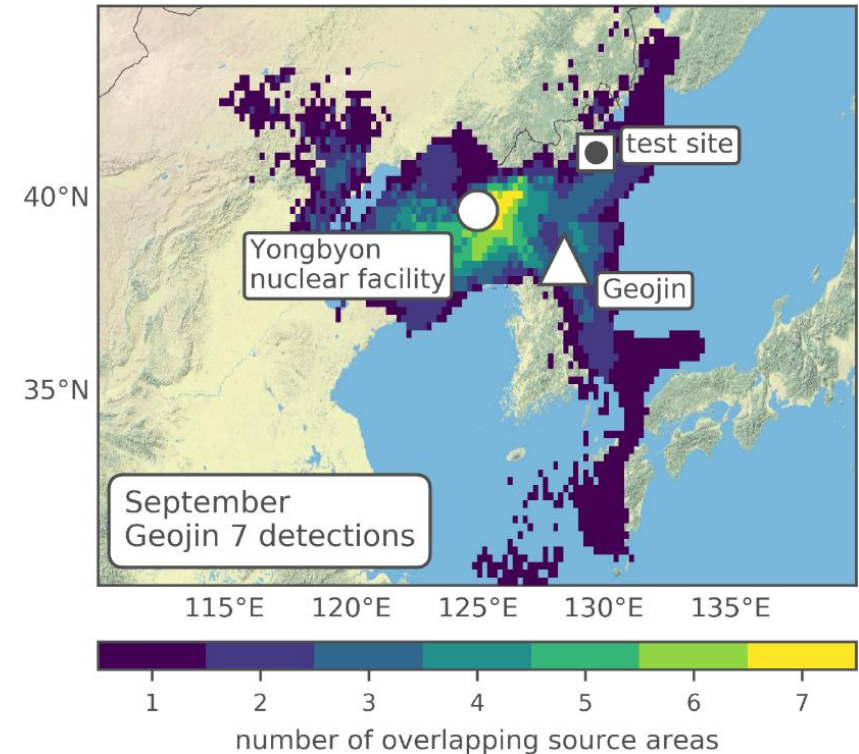 test site
40°N
Yongbyon
nuclear facility
Geojin
35°N
September
Geojin 7 detections
115°E 120°E 125°E 130°E 135°E
1 2 3 4 5 6 7
number of overlapping source areas